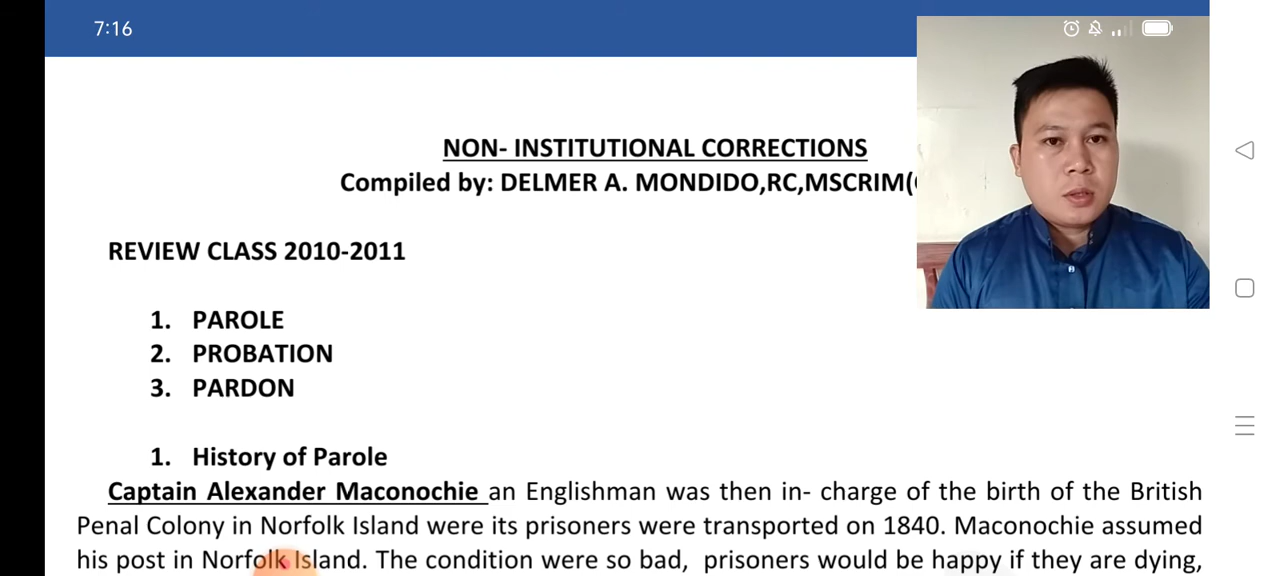 7:16
NON- INSTITUTIONAL CORRECTIONS
Compiled by: DELMER A. MONDIDO,RC,MSCRIM(
REVIEW CLASS 2010-2011
1. PAROLE
2. PROBATION
3. PARDON
1. History of Parole
Captain Alexander Maconochie an Englishman was then in- charge of the birth of the British
Penal Colony in Norfolk Island were its prisoners were transported on 1840. Maconochie assumed
his post in Norfolk Island. The condition were so bad, prisoners would be happy if they are dying,